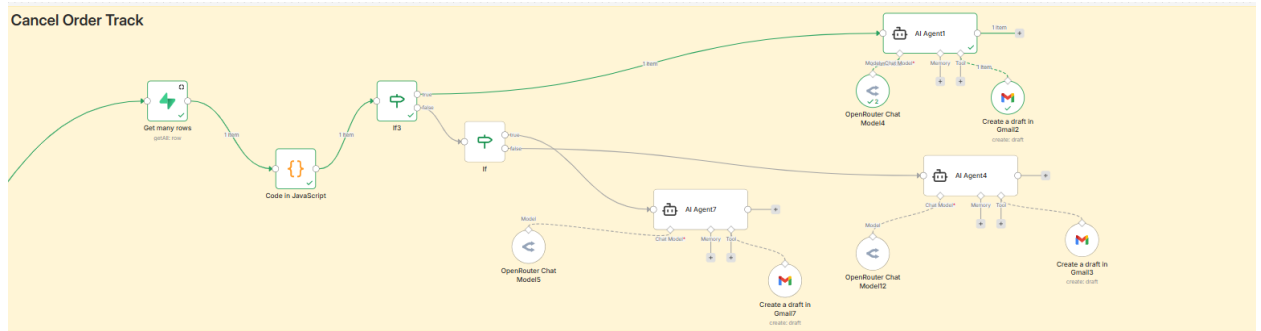 Cancel Order Track
AI Agent1
1 item
Model
Chat Model*
Memory
Tool
1 item
1 item
true
false
Get many rows
getAll: row
1 item
1 item
If3
OpenRouter Chat
Model4
2
Create a draft in
Gmail2
create: draft
Code in JavaScript
true
false
If
AI Agent4
Chat Model*
Memory
Tool
AI Agent7
Model
Chat Model*
Memory
Tool
Model
OpenRouter Chat
Model5
OpenRouter Chat
Model12
Create a draft in
Gmail3
create: draft
Create a draft in
Gmail7
create: draft